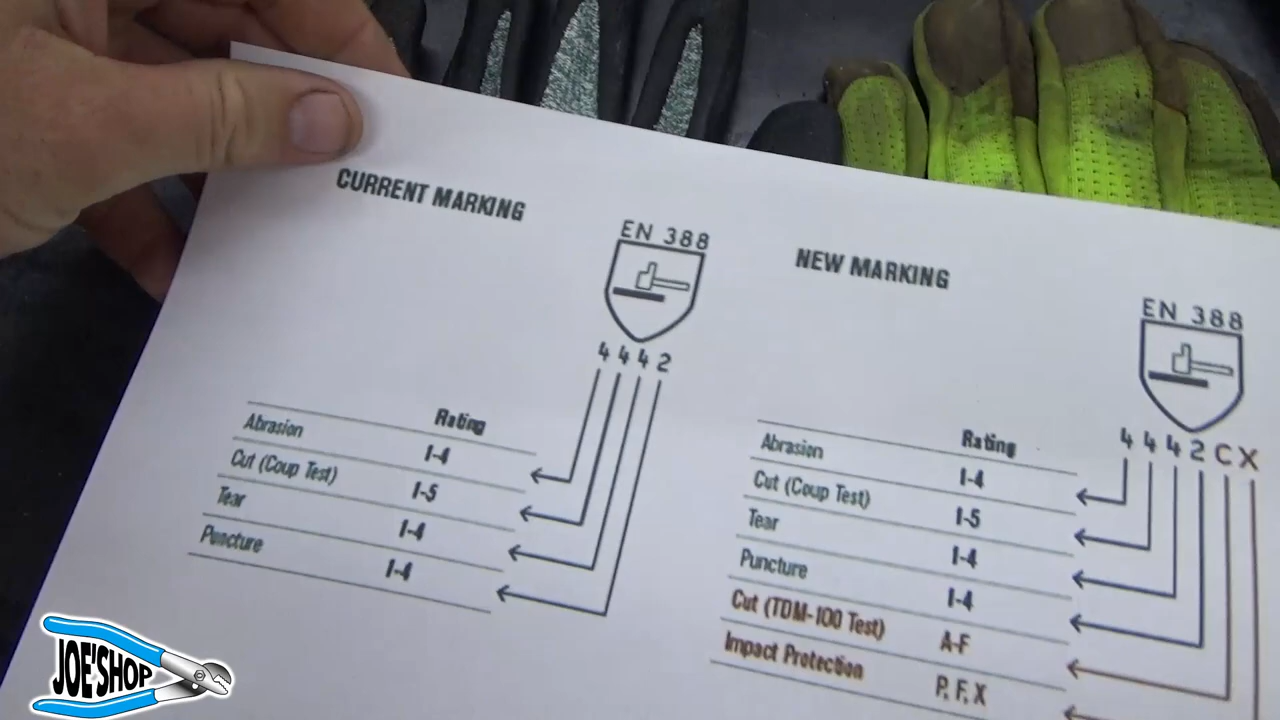 CURRENT MARKING
EN 388
4 4 4 2
Rating
Abrasion 1-4
Cut (Coup Test) 1-5
Tear 1-4
Puncture 1-4
NEW MARKING
EN 388
4 4 4 2 C X
Rating
Abrasion 1-4
Cut (Coup Test) 1-5
Tear 1-4
Puncture 1-4
Cut (TDM-100 Test) A-F
Impact Protection P, F, X
JOE'SHOP